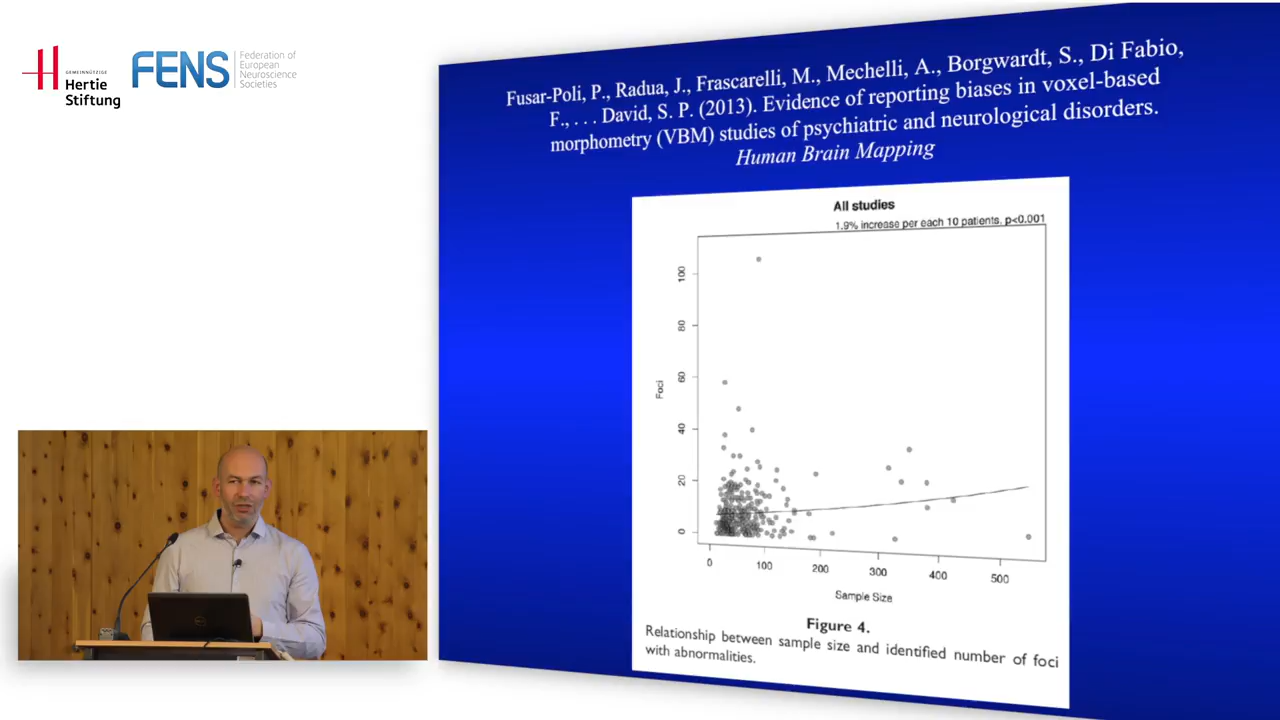 GEMEINNÜTZIGE
Hertie
Stiftung
FENS
Federation of
European
Neuroscience
Societies
Fusar-Poli, P., Radua, J., Frascarelli, M., Mechelli, A., Borgwardt, S., Di Fabio,
F., . . . David, S. P. (2013). Evidence of reporting biases in voxel-based
morphometry (VBM) studies of psychiatric and neurological disorders.
Human Brain Mapping
All studies
1.9% increase per each 10 patients, p<0.001
Foci
100
80
60
40
20
0
0 100 200 300 400 500
Sample Size
Figure 4.
Relationship between sample size and identified number of foci
with abnormalities.